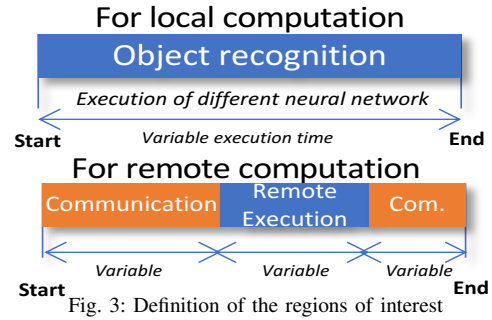 For local computation
Object recognition
Execution of different neural network
Start Variable execution time End
For remote computation
Communication Remote Execution Com.
Variable Variable Variable
Start End
Fig. 3: Definition of the regions of interest